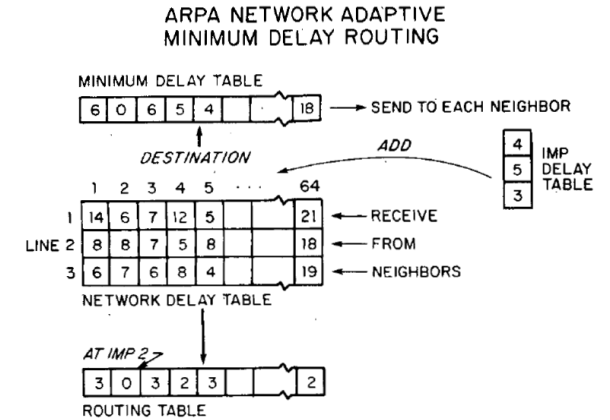 ARPA NETWORK ADAPTIVE
MINIMUM DELAY ROUTING
MINIMUM DELAY TABLE
6 0 6 5 4 18 SEND TO EACH NEIGHBOR
DESTINATION
ADD
4
5
3
IMP
DELAY
TABLE
1 2 3 4 5 ... 64
1 14 6 7 12 5 21 RECEIVE
LINE 2 8 8 7 5 8 18 FROM
3 6 7 6 8 4 19 NEIGHBORS
NETWORK DELAY TABLE
AT IMP 2
3 0 3 2 3 2
ROUTING TABLE